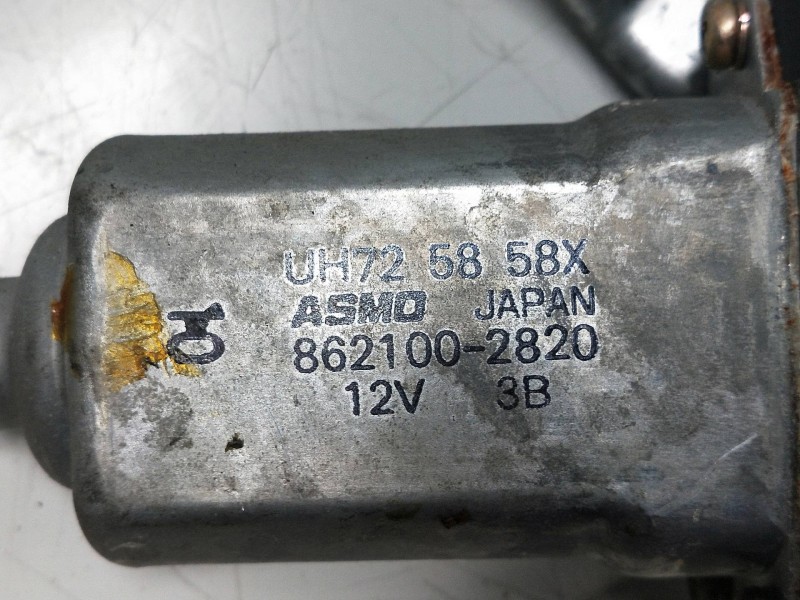 UH72 58 58X
ASMO JAPAN
862100-2820
12V 3B